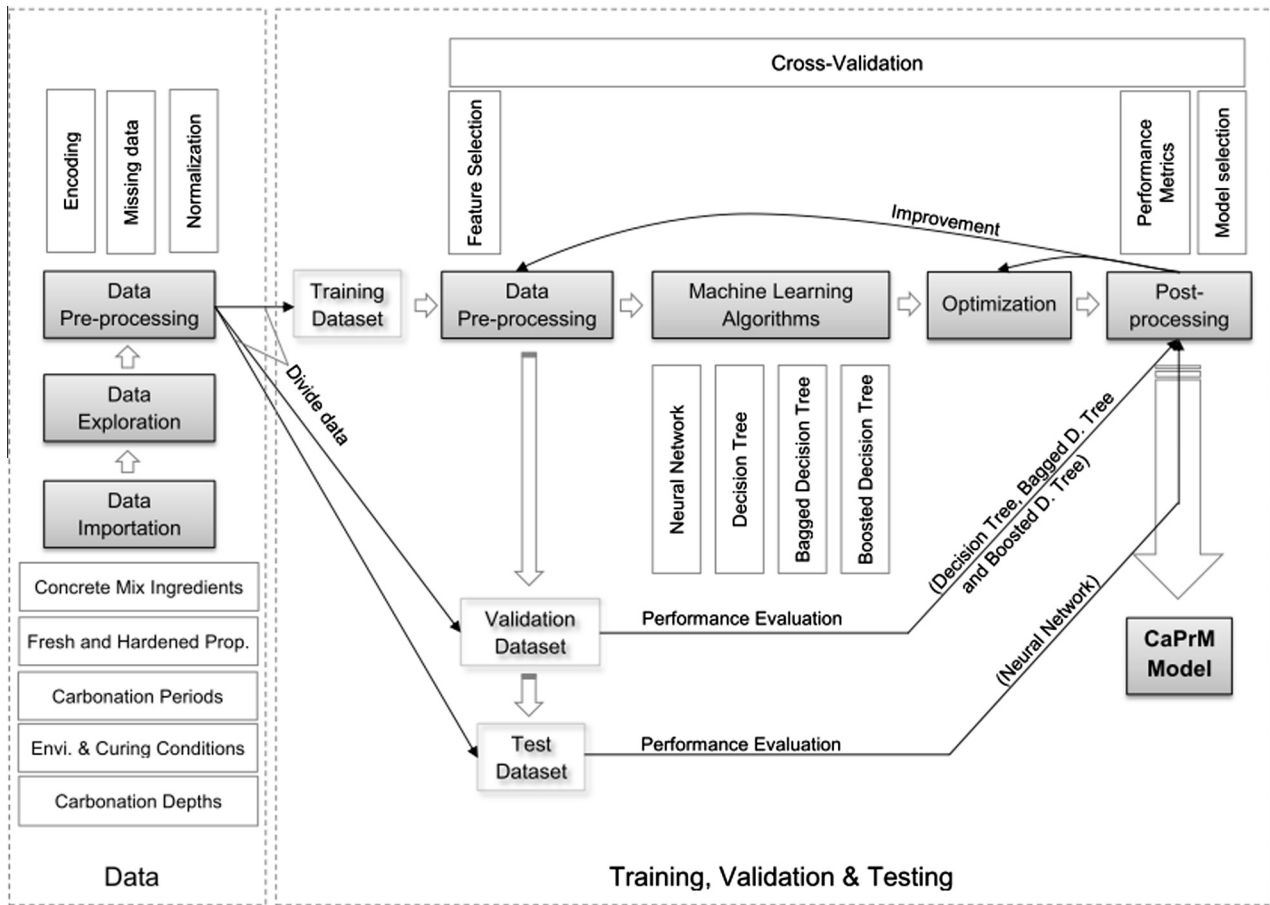 Cross-Validation
Encoding
Missing data
Normalization
Feature Selection
Performance
Metrics
Model selection
Improvement
Data
Pre-processing
Training
Dataset
Data
Pre-processing
Machine Learning
Algorithms
Optimization
Post-
processing
Divide data
Data
Exploration
Data
Importation
Neural Network
Decision Tree
Bagged Decision Tree
Boosted Decision Tree
(Decision Tree, Bagged D. Tree
and Boosted D. Tree)
(Neural Network)
Concrete Mix Ingredients
Fresh and Hardened Prop.
Carbonation Periods
Envi. & Curing Conditions
Carbonation Depths
Validation
Dataset
Performance Evaluation
CaPrM
Model
Test
Dataset
Performance Evaluation
Data
Training, Validation & Testing